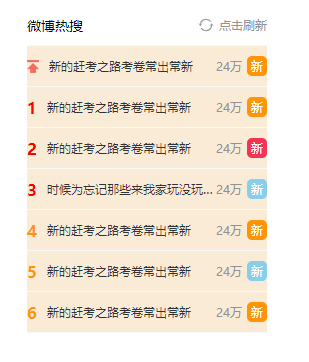 微博热搜 点击刷新
新的赶考之路考卷常出常新 24万 新
1 新的赶考之路考卷常出常新 24万 新
2 新的赶考之路考卷常出常新 24万 新
3 时候为忘记那些来我家玩没玩... 24万 新
4 新的赶考之路考卷常出常新 24万 新
5 新的赶考之路考卷常出常新 24万 新
6 新的赶考之路考卷常出常新 24万 新